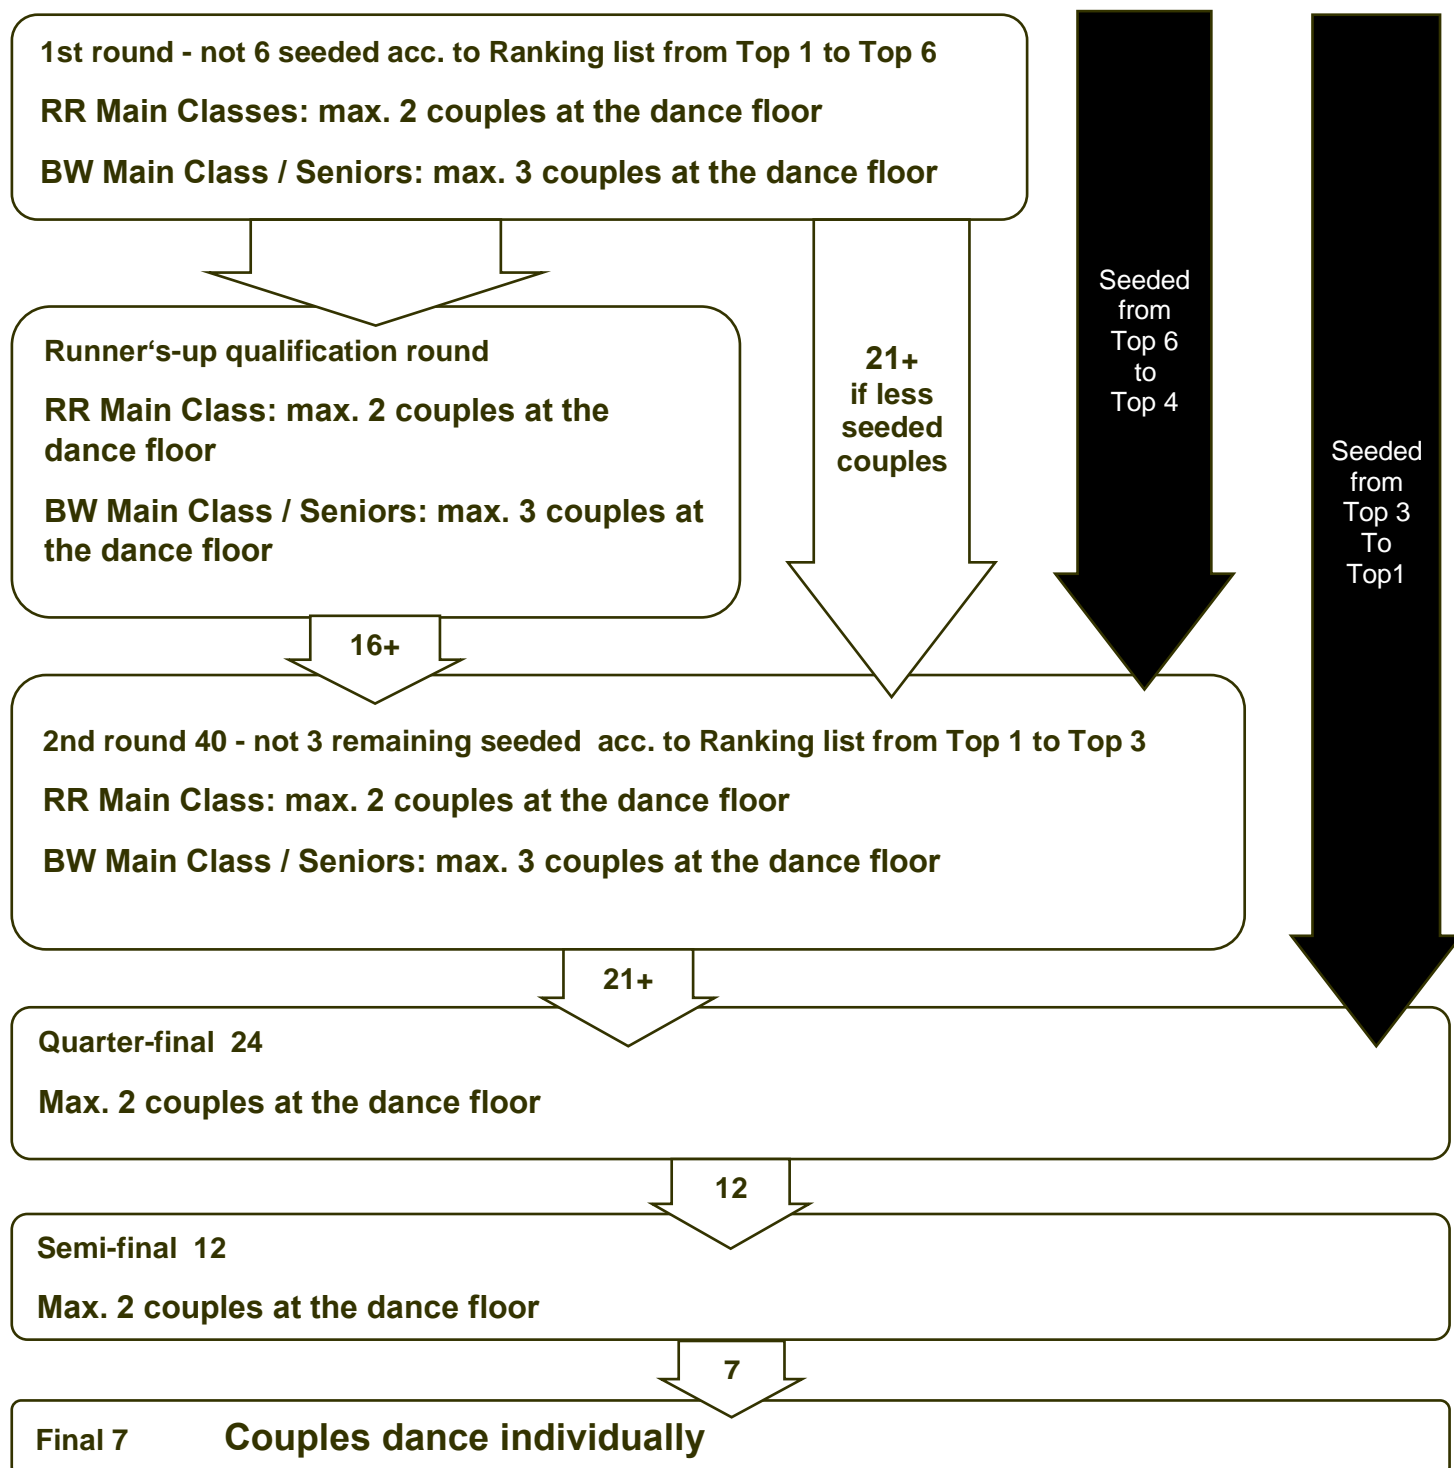 1st round - not 6 seeded acc. to Ranking list from Top 1 to Top 6
RR Main Classes: max. 2 couples at the dance floor
BW Main Class / Seniors: max. 3 couples at the dance floor
Seeded
from
Top 6
to
Top 4
Seeded
from
Top 3
To
Top1
Runner‘s-up qualification round
RR Main Class: max. 2 couples at the
dance floor
BW Main Class / Seniors: max. 3 couples at
the dance floor
21+
if less
seeded
couples
16+
2nd round 40 - not 3 remaining seeded  acc. to Ranking list from Top 1 to Top 3
RR Main Class: max. 2 couples at the dance floor
BW Main Class / Seniors: max. 3 couples at the dance floor
21+
Quarter-final  24
Max. 2 couples at the dance floor
12
Semi-final  12
Max. 2 couples at the dance floor
7
Final 7 Couples dance individually